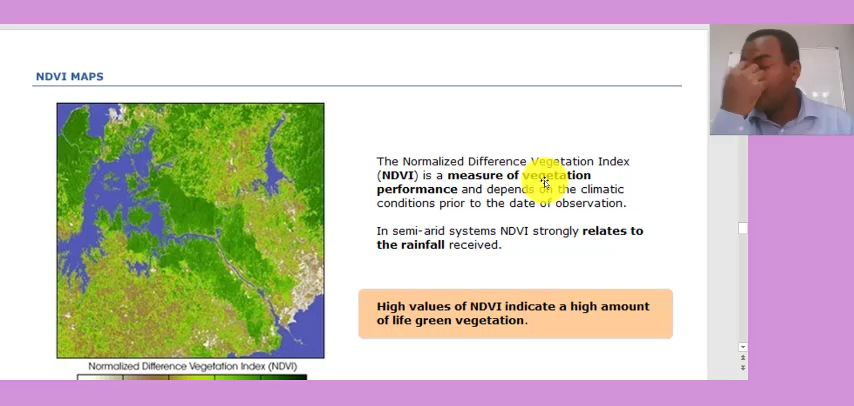 NDVI MAPS
The Normalized Difference Vegetation Index
(NDVI) is a measure of vegetation
performance and depends on the climatic
conditions prior to the date of observation.
In semi-arid systems NDVI strongly relates to
the rainfall received.
High values of NDVI indicate a high amount
of life green vegetation.
Normalized Difference Vegetation Index (NDVI)